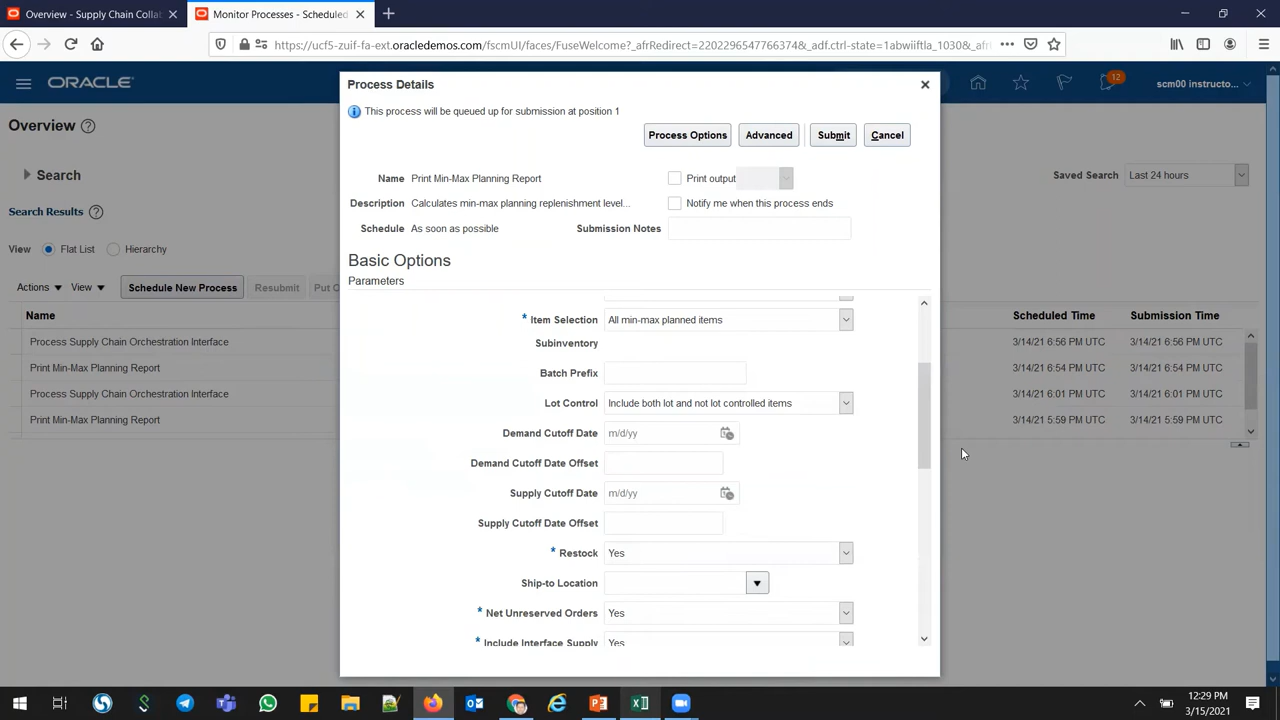 Overview - Supply Chain Collab
Monitor Processes - Scheduled
https://ucf5-zuif-fa-ext.oracledemos.com/fscmUI/faces/FuseWelcome?_afrRedirect=22022965477663748&_adf.ctrl-state=1abwiiftla_1030&_afr
ORACLE
12
scm00 instructo...
Overview
Search
Saved Search Last 24 hours
Search Results
View Flat List Hierarchy
Actions View Schedule New Process Resubmit Put O
Name Scheduled Time Submission Time
Process Supply Chain Orchestration Interface 3/14/21 6:56 PM UTC 3/14/21 6:56 PM UTC
Print Min-Max Planning Report 3/14/21 6:54 PM UTC 3/14/21 6:54 PM UTC
Process Supply Chain Orchestration Interface 3/14/21 6:01 PM UTC 3/14/21 6:01 PM UTC
Print Min-Max Planning Report 3/14/21 5:59 PM UTC 3/14/21 5:59 PM UTC
Process Details
This process will be queued up for submission at position 1
Process Options Advanced Submit Cancel
Name Print Min-Max Planning Report Print output
Description Calculates min-max planning replenishment level... Notify me when this process ends
Schedule As soon as possible Submission Notes
Basic Options
Parameters
* Item Selection All min-max planned items
Subinventory
Batch Prefix
Lot Control Include both lot and not lot controlled items
Demand Cutoff Date m/d/yy
Demand Cutoff Date Offset
Supply Cutoff Date m/d/yy
Supply Cutoff Date Offset
* Restock Yes
Ship-to Location
* Net Unreserved Orders Yes
* Include Interface Supply Yes
12:29 PM
3/15/2021